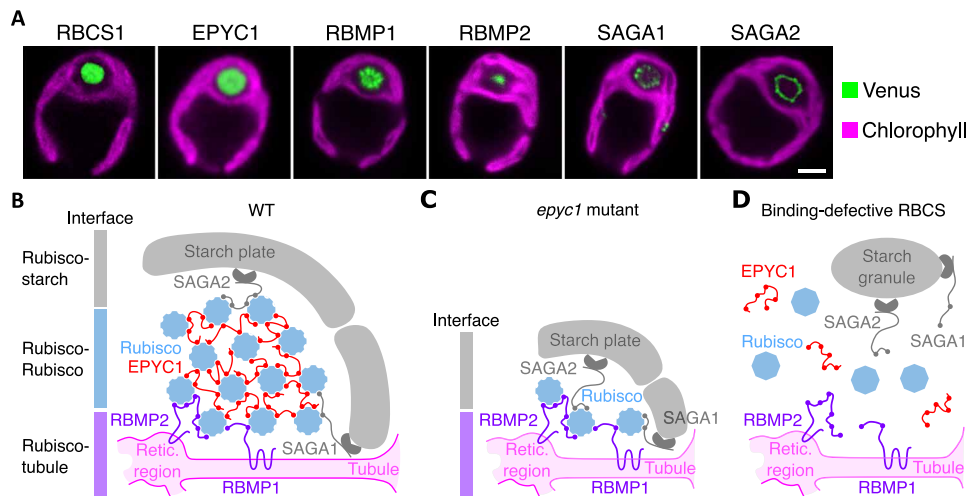 A
RBCS1 EPYC1 RBMP1 RBMP2 SAGA1 SAGA2
Venus
Chlorophyll
B
WT
Interface
Rubisco-
starch
Rubisco-
Rubisco
Rubisco-
tubule
Starch plate
SAGA2
Rubisco
EPYC1
RBMP2
SAGA1
Retic.
region
Tubule
RBMP1
C
epyc1 mutant
Interface
Starch plate
SAGA2
Rubisco
RBMP2
SAGA1
Retic.
region
Tubule
RBMP1
D
Binding-defective RBCS
EPYC1
Starch
granule
SAGA2
SAGA1
Rubisco
RBMP2
Retic.
region
Tubule
RBMP1